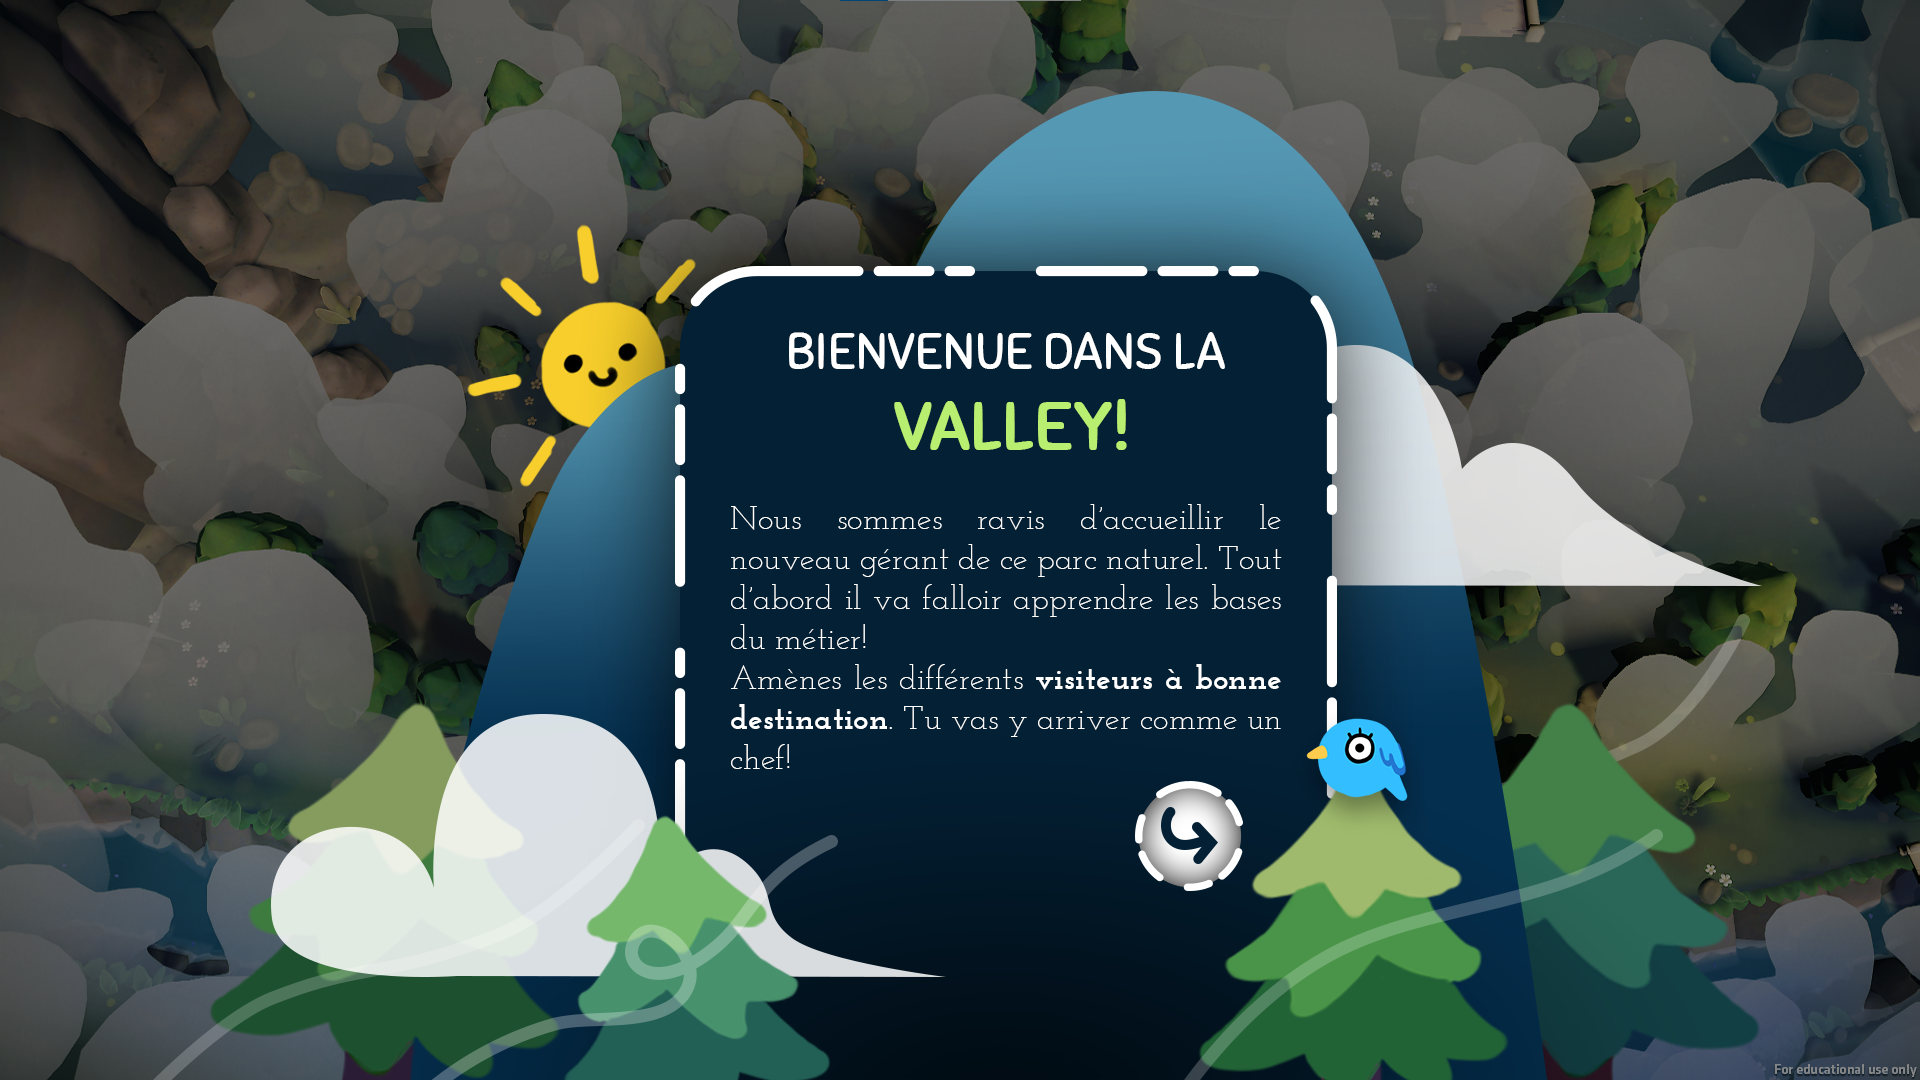 BIENVENUE DANS LA
VALLEY!
Nous sommes ravis d'accueillir le
nouveau gérant de ce parc naturel. Tout
d'abord il va falloir apprendre les bases
du métier!
Amènes les différents visiteurs à bonne
destination. Tu vas y arriver comme un
chef!
For educational use only